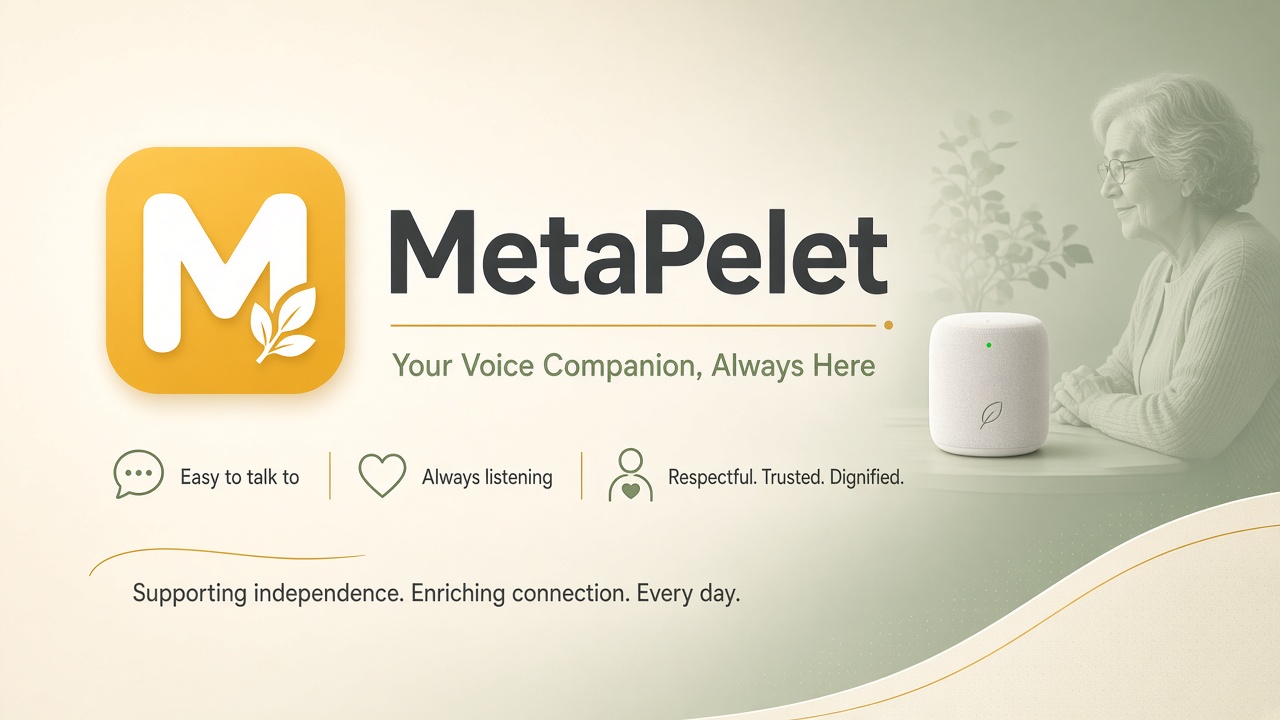 M
MetaPelet
Your Voice Companion, Always Here
Easy to talk to
Always listening
Respectful. Trusted. Dignified.
Supporting independence. Enriching connection. Every day.